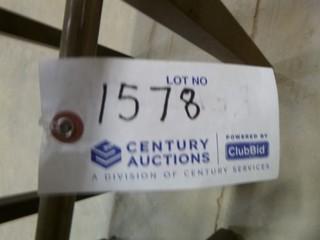 LOT NO
1578
CENTURY AUCTIONS
POWERED BY
ClubBid
A DIVISION OF CENTURY SERVICES